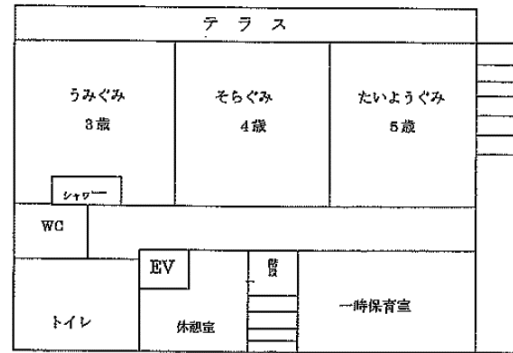 テラス
うみぐみ
3歳
そらぐみ
4歳
たいようぐみ
5歳
シャワー
WC
EV
階段
トイレ
休憩室
一時保育室